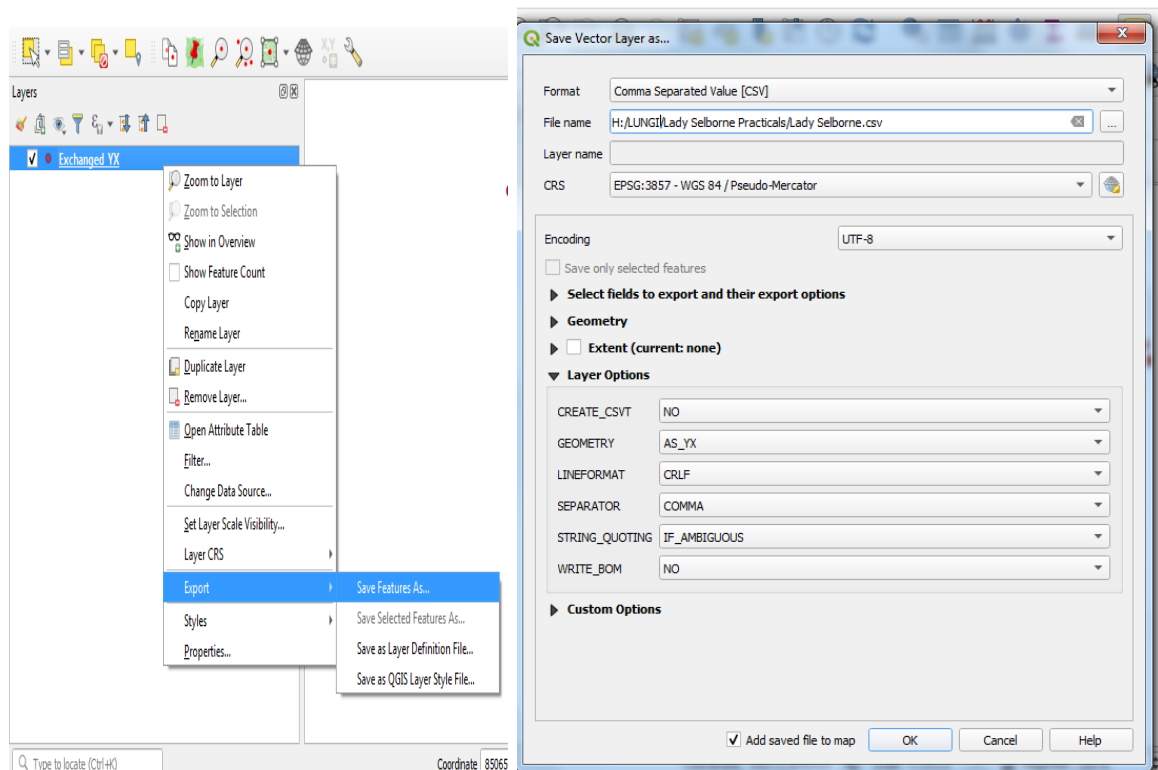 Layers
Exchanged YX
Zoom to Layer
Zoom to Selection
Show in Overview
Show Feature Count
Copy Layer
Rename Layer
Duplicate Layer
Remove Layer...
Open Attribute Table
Filter...
Change Data Source...
Set Layer Scale Visibility...
Layer CRS
Export
Styles
Properties...
Save Features As...
Save Selected Features As...
Save as Layer Definition File...
Save as QGIS Layer Style File...
Type to locate (Ctrl+K)
Coordinate 85065
Save Vector Layer as...
Format Comma Separated Value [CSV]
File name H:/LUNGI/Lady Selborne Practicals/Lady Selborne.csv
...
Layer name
CRS EPSG:3857 - WGS 84 / Pseudo-Mercator
Encoding UTF-8
Save only selected features
Select fields to export and their export options
Geometry
Extent (current: none)
Layer Options
CREATE_CSVT NO
GEOMETRY AS_YX
LINEFORMAT CRLF
SEPARATOR COMMA
STRING_QUOTING IF_AMBIGUOUS
WRITE_BOM NO
Custom Options
Add saved file to map OK Cancel Help